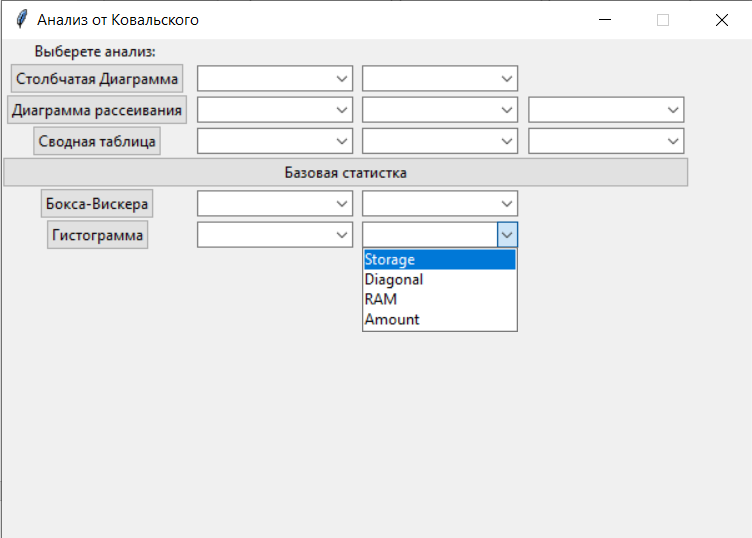 Анализ от Ковальского
Выберете анализ:
Столбчатая Диаграмма
Диаграмма рассеивания
Сводная таблица
Базовая статистка
Бокса-Вискера
Гистограмма
Storage
Diagonal
RAM
Amount